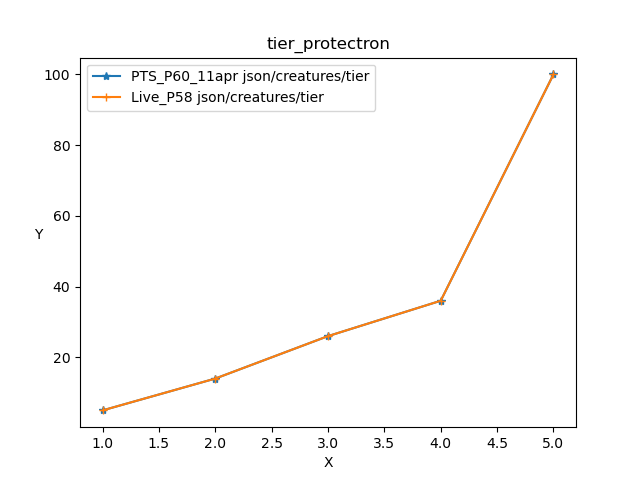 tier_protectron
PTS_P60_11apr json/creatures/tier
Live_P58 json/creatures/tier
100
80
60
40
20
Y
1.0 1.5 2.0 2.5 3.0 3.5 4.0 4.5 5.0
X